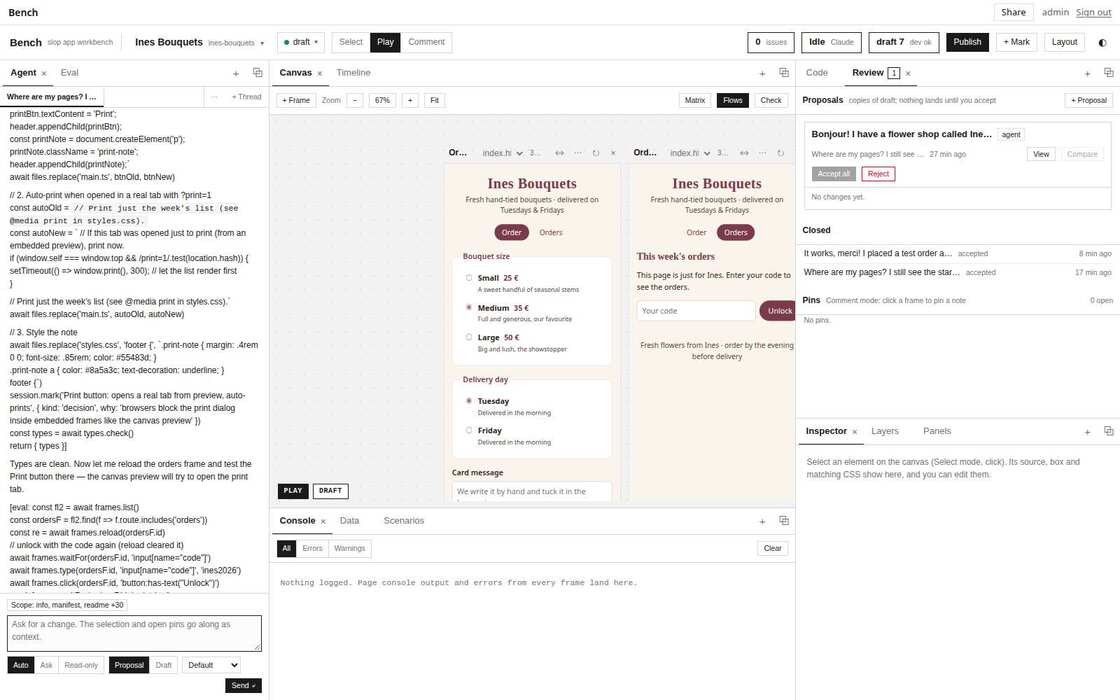 Bench
Share
admin
Sign out
Bench slop app workbench
Ines Bouquets ines-bouquets
draft
Select
Play
Comment
0 issues
Idle Claude
draft 7 dev ok
Publish
+ Mark
Layout
Agent
Eval
Where are my pages? I …
+ Thread
printBtn.textContent = 'Print';
header.appendChild(printBtn);
const printNote = document.createElement('p');
printNote.className = 'print-note';
header.appendChild(printNote);`
await files.replace('main.ts', btnOld, btnNew)
// 2. Auto-print when opened in a real tab with ?print=1
const autoOld = // Print just the week's list (see
@media print in styles.css).
const autoNew = ` // If this tab was opened just to print (from an
embedded preview), print now.
if (window.self === window.top && /print=1/.test(location.hash)) {
setTimeout(() => window.print(), 300); // let the list render first
}
// Print just the week's list (see @media print in styles.css).`
await files.replace('main.ts', autoOld, autoNew)
// 3. Style the note
await files.replace('styles.css', 'footer {', `.print-note { margin: .4rem
0 0; font-size: .85rem; color: #55483d; }
.print-note a { color: #8a5a3c; text-decoration: underline; }
footer {`)
session.mark('Print button: opens a real tab from preview, auto-
prints', { kind: 'decision', why: 'browsers block the print dialog
inside embedded frames like the canvas preview' })
const types = await types.check()
return { types }]
Types are clean. Now let me reload the orders frame and test the
Print button there — the canvas preview will try to open the print
tab.
[eval: const fl2 = await frames.list()
const ordersF = fl2.find(f => f.route.includes('orders'))
const re = await frames.reload(ordersF.id)
// unlock with the code again (reload cleared it)
await frames.waitFor(ordersF.id, 'input[name="code"]')
await frames.type(ordersF.id, 'input[name="code"]', 'ines2026')
await frames.click(ordersF.id, 'button:has-text("Unlock")')
Scope: info, manifest, readme +30
Ask for a change. The selection and open pins go along as
context.
Auto
Ask
Read-only
Proposal
Draft
Default
Send
Canvas
Timeline
+ Frame
Zoom
−
67%
+
Fit
Matrix
Flows
Check
Or…
3…
Ines Bouquets
Fresh hand-tied bouquets · delivered on
Tuesdays & Fridays
Order
Orders
Bouquet size
Small 25 €
A sweet handful of seasonal stems
Medium 35 €
Full and generous, our favourite
Large 50 €
Big and lush, the showstopper
Delivery day
Tuesday
Delivered in the morning
Friday
Delivered in the morning
Card message
We write it by hand and tuck it in the
Ord…
3…
Ines Bouquets
Fresh hand-tied bouquets · delivered on
Tuesdays & Fridays
Order
Orders
This week's orders
This page is just for Ines. Enter your code to
see the orders.
Your code
Unlock
Fresh flowers from Ines · order by the evening
before delivery
PLAY
DRAFT
Console
Data
Scenarios
All
Errors
Warnings
Clear
Nothing logged. Page console output and errors from every frame land here.
Code
Review 1
Proposals copies of draft; nothing lands until you accept
+ Proposal
Bonjour! I have a flower shop called Ine… agent
Where are my pages? I still see … 27 min ago
View
Compare
Accept all
Reject
No changes yet.
Closed
It works, merci! I placed a test order a… accepted 8 min ago
Where are my pages? I still see the star… accepted 17 min ago
Pins Comment mode: click a frame to pin a note 0 open
No pins.
Inspector
Layers
Panels
Select an element on the canvas (Select mode, click). Its source, box and
matching CSS show here, and you can edit them.